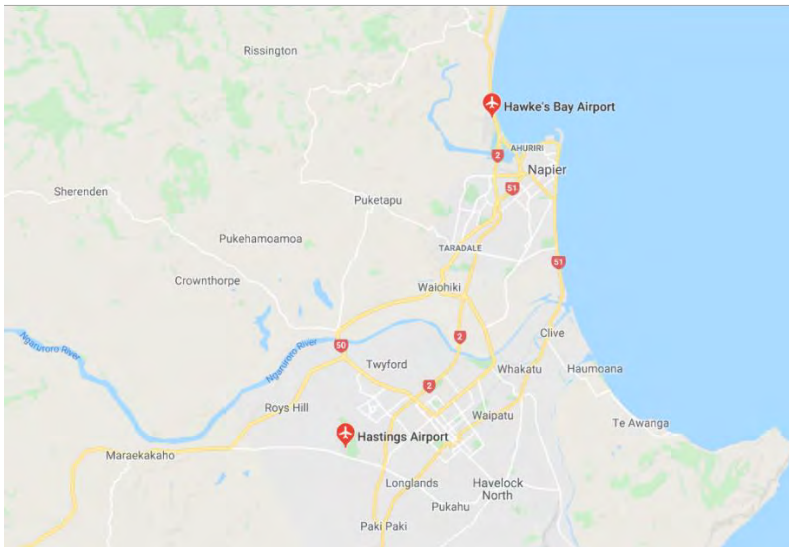 Rissington
Hawke's Bay Airport
AHURIRI
2
Napier
51
Sherenden
Puketapu
Pukehamoamoa
TARADALE
51
Crownthorpe
Waiohiki
Ngaruroro River
50
Ngaruroro River
2
Clive
Twyford
Whakatu
Haumoana
2
Roys Hill
Waipatu
Te Awanga
Hastings Airport
Maraekakaho
Longlands
Havelock
North
Pukahu
Paki Paki